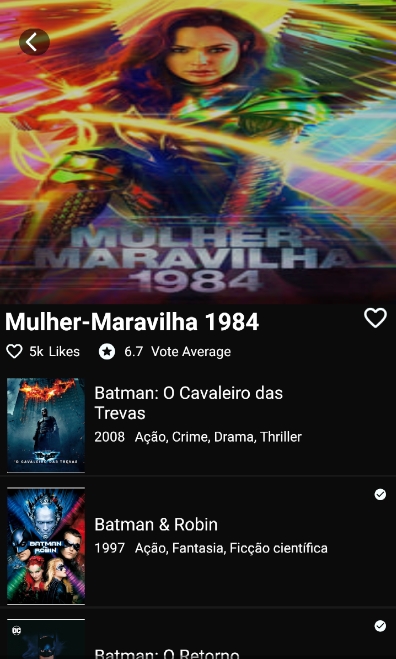 MULHER
MARAVILHA
1984
Mulher-Maravilha 1984
5k Likes 6.7 Vote Average
Batman: O Cavaleiro das
Trevas
2008 Ação, Crime, Drama, Thriller
O CAVALEIRO DAS TREVAS
Batman & Robin
1997 Ação, Fantasia, Ficção científica
BATMAN
ROBIN
DC
Batman: O Retorno